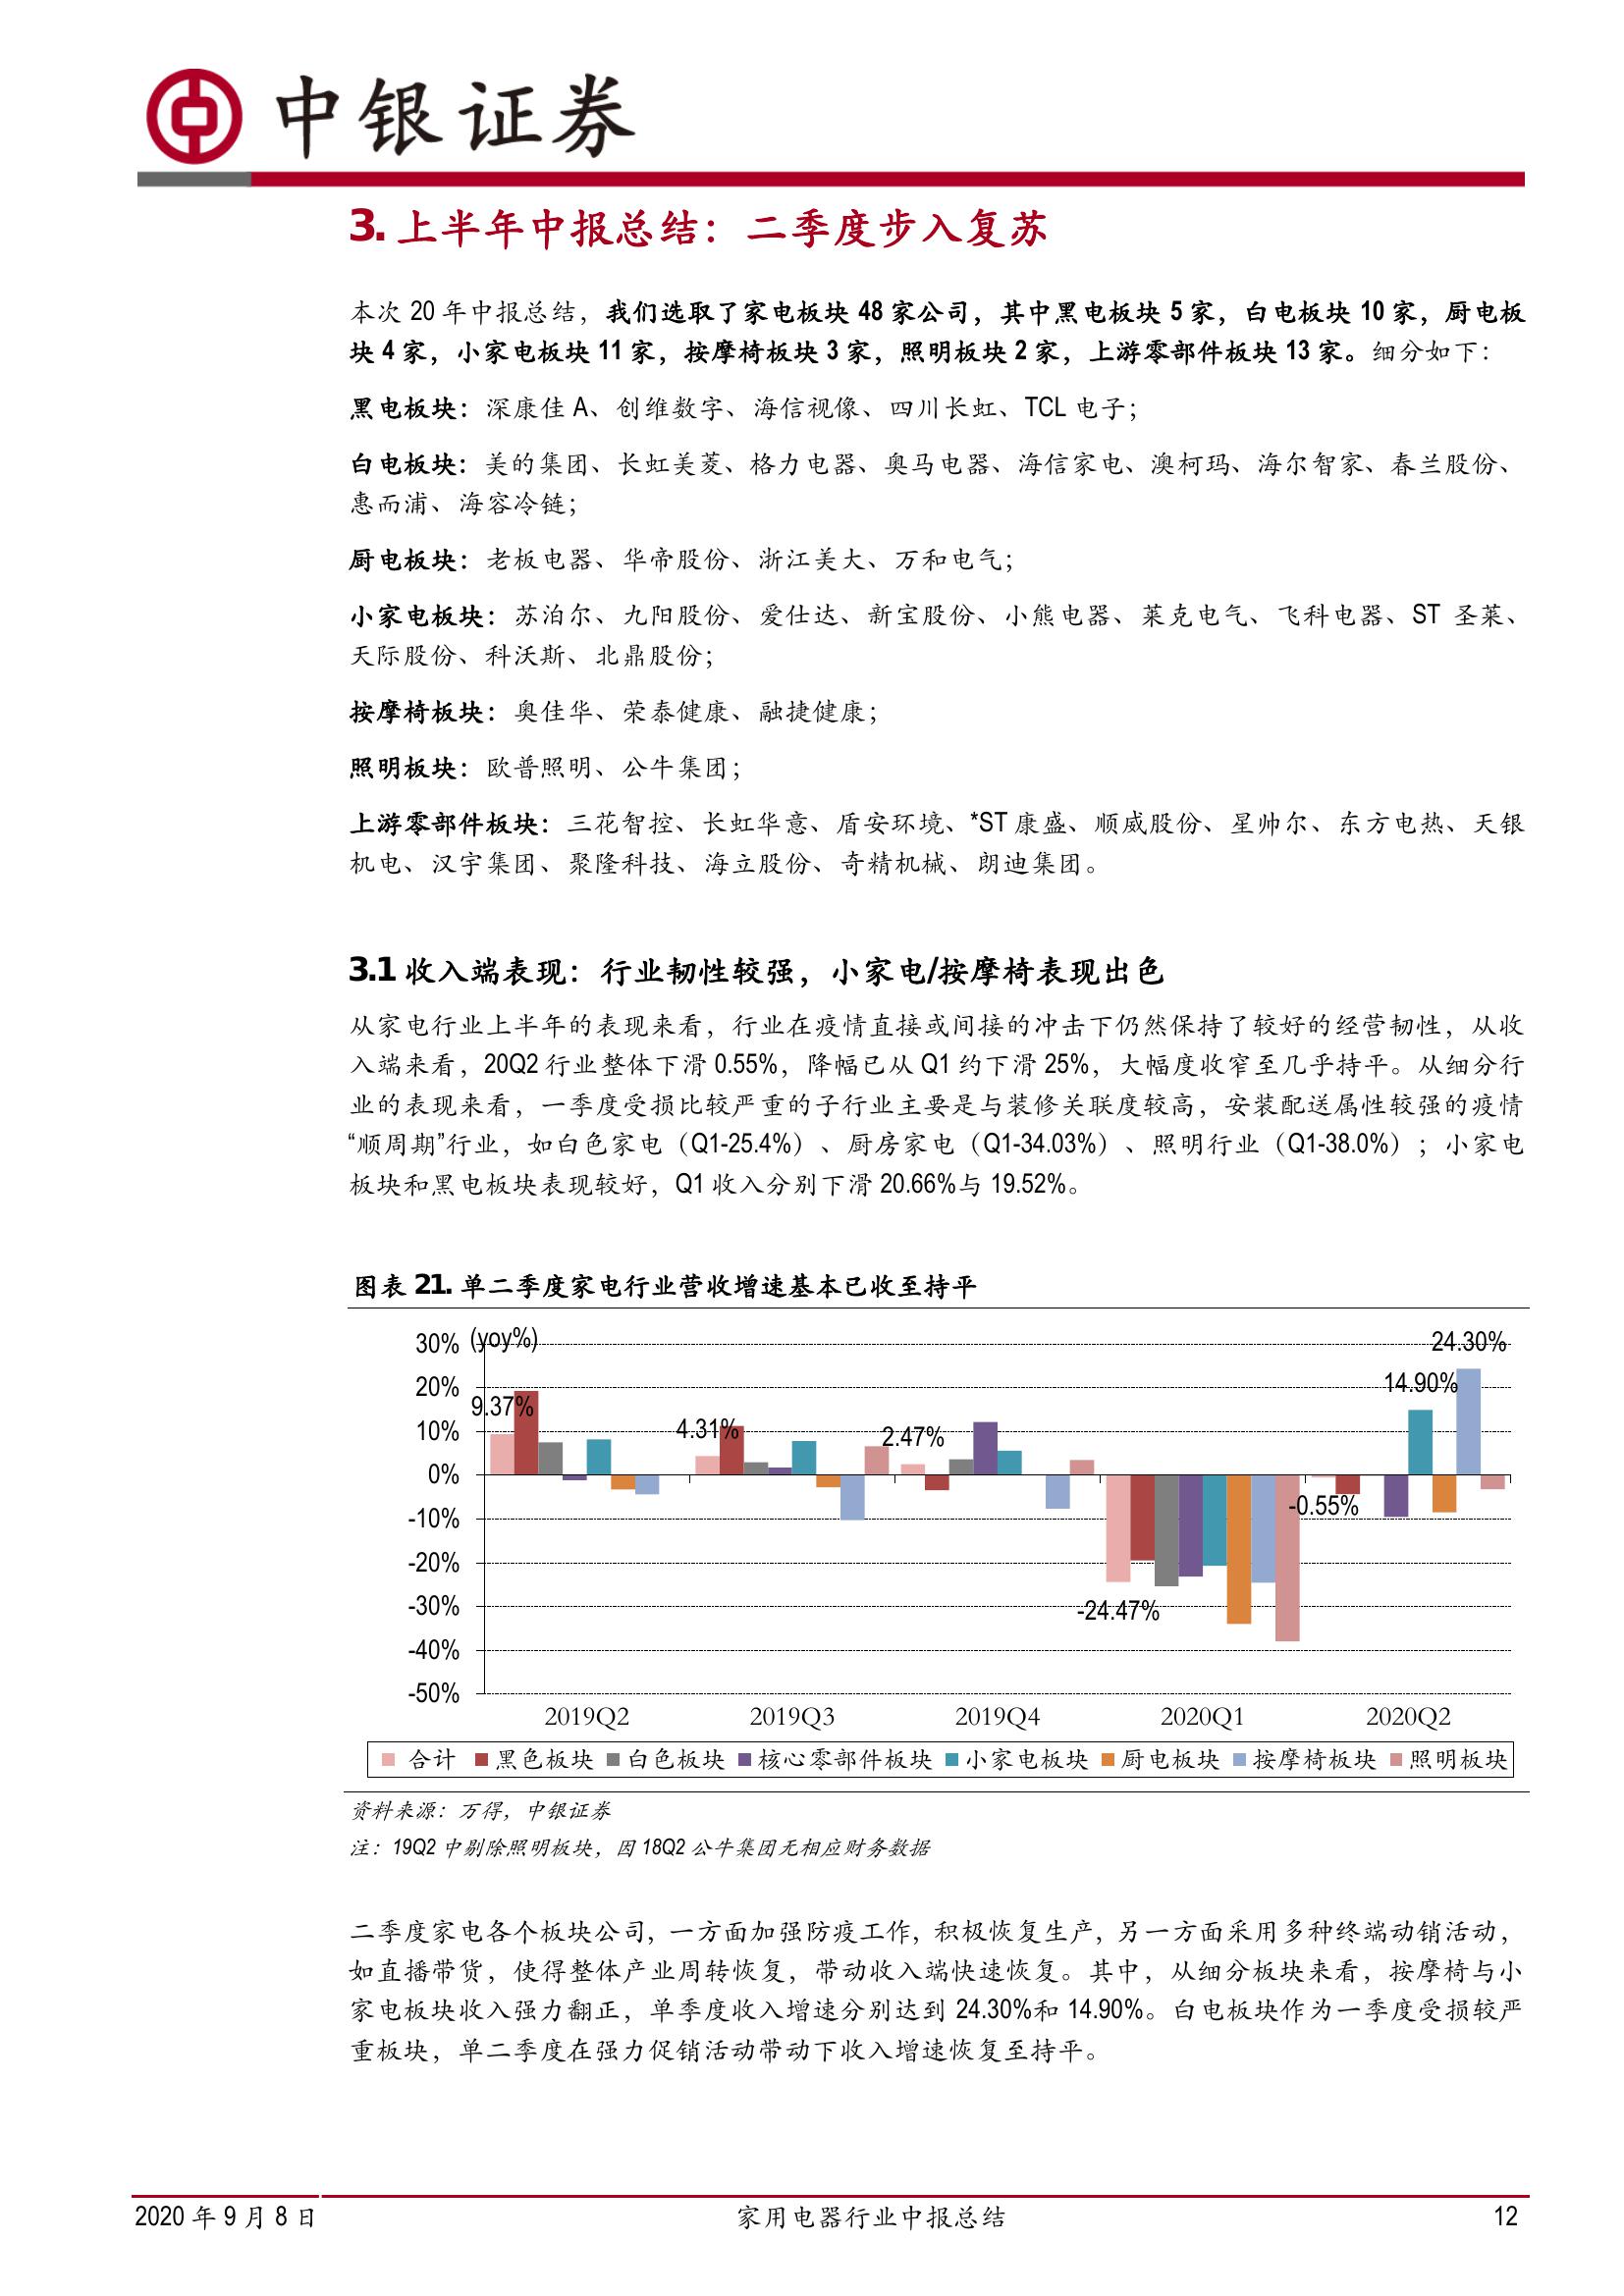 中银证券
3. 上半年中报总结：二季度步入复苏
本次 20 年中报总结，我们选取了家电板块 48 家公司，其中黑电板块 5 家，白电板块 10 家，厨电板
块 4 家，小家电板块 11 家，按摩椅板块 3 家，照明板块 2 家，上游零部件板块 13 家。细分如下：
黑电板块：深康佳 A、创维数字、海信视像、四川长虹、TCL 电子；
白电板块：美的集团、长虹美菱、格力电器、奥马电器、海信家电、澳柯玛、海尔智家、春兰股份、
惠而浦、海容冷链；
厨电板块：老板电器、华帝股份、浙江美大、万和电气；
小家电板块：苏泊尔、九阳股份、爱仕达、新宝股份、小熊电器、莱克电气、飞科电器、ST 圣莱、
天际股份、科沃斯、北鼎股份；
按摩椅板块：奥佳华、荣泰健康、融捷健康；
照明板块：欧普照明、公牛集团；
上游零部件板块：三花智控、长虹华意、盾安环境、*ST 康盛、顺威股份、星帅尔、东方电热、天银
机电、汉宇集团、聚隆科技、海立股份、奇精机械、朗迪集团。
3.1 收入端表现：行业韧性较强，小家电/按摩椅表现出色
从家电行业上半年的表现来看，行业在疫情直接或间接的冲击下仍然保持了较好的经营韧性，从收
入端来看，20Q2 行业整体下滑 0.55%，降幅已从 Q1 约下滑 25%，大幅度收窄至几乎持平。从细分行
业的表现来看，一季度受损比较严重的子行业主要是与装修关联度较高，安装配送属性较强的疫情
“顺周期”行业，如白色家电（Q1-25.4%）、厨房家电（Q1-34.03%）、照明行业（Q1-38.0%）；小家电
板块和黑电板块表现较好，Q1 收入分别下滑 20.66%与 19.52%。
图表 21. 单二季度家电行业营收增速基本已收至持平
(yoy%)
30%
20%
10%
0%
-10%
-20%
-30%
-40%
-50%
9.37%
4.31%
2.47%
-24.47%
-0.55%
14.90%
24.30%
2019Q2 2019Q3 2019Q4 2020Q1 2020Q2
合计 黑色板块 白色板块 核心零部件板块 小家电板块 厨电板块 按摩椅板块 照明板块
资料来源：万得，中银证券
注：19Q2 中剔除照明板块，因 18Q2 公牛集团无相应财务数据
二季度家电各个板块公司，一方面加强防疫工作，积极恢复生产，另一方面采用多种终端动销活动，
如直播带货，使得整体产业周转恢复，带动收入端快速恢复。其中，从细分板块来看，按摩椅与小
家电板块收入强力翻正，单季度收入增速分别达到 24.30%和 14.90%。白电板块作为一季度受损较严
重板块，单二季度在强力促销活动带动下收入增速恢复至持平。
2020 年 9 月 8 日 家用电器行业中报总结 12